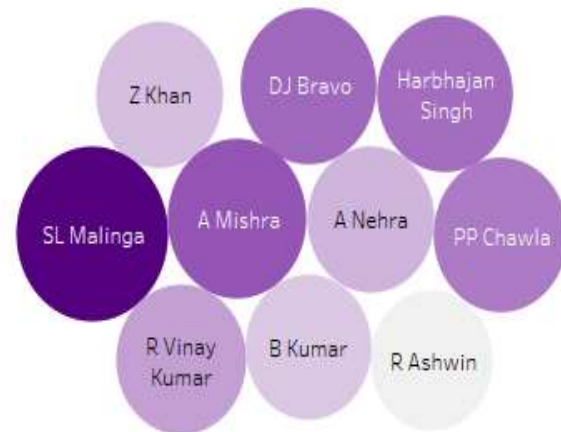 Z Khan
DJ Bravo
Harbhajan
Singh
SL Malinga
A Mishra
A Nehra
PP Chawla
R Vinay
Kumar
B Kumar
R Ashwin